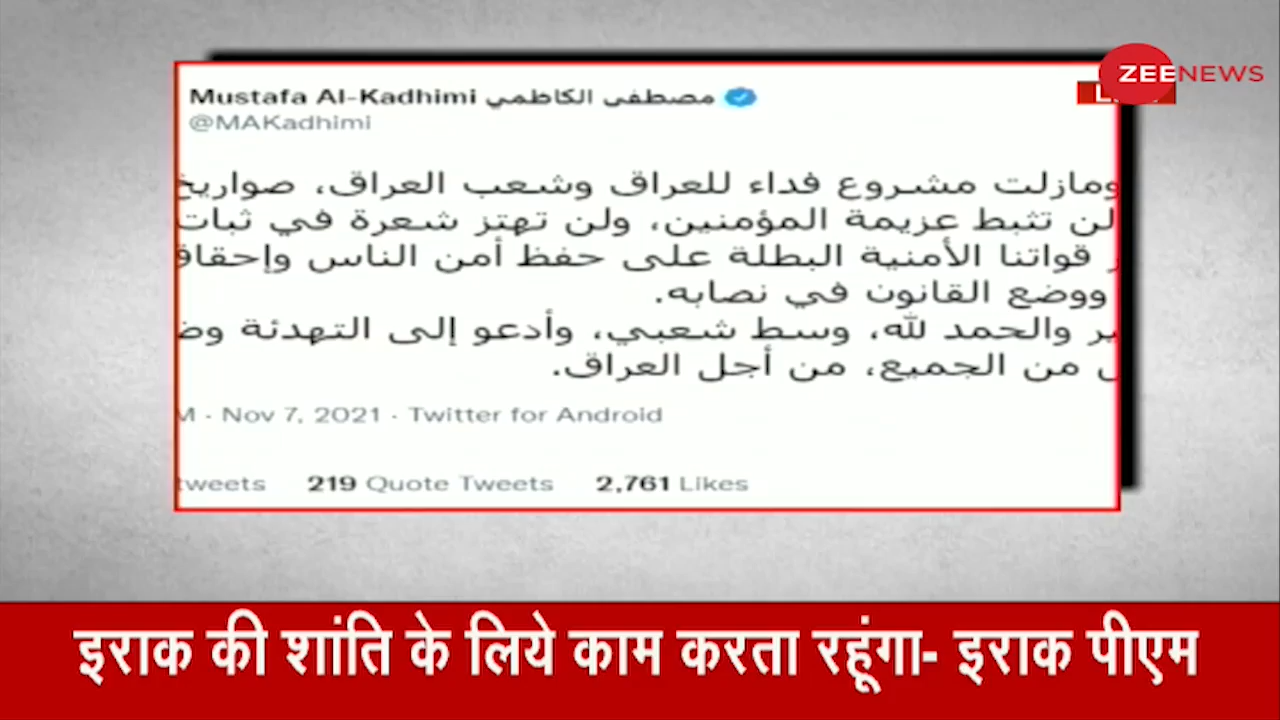 ZEENEWS
Mustafa Al-Kadhimi مصطفى الكاظمي
@MAKadhimi
ومازلت مشروع فداء للعراق وشعب العراق، صواريخ
لن تثبط عزيمة المؤمنين، ولن تهتز شعرة في ثبات
قواتنا الأمنية البطلة على حفظ أمن الناس وإحقاق
ووضع القانون في نصابه.
والحمد لله، وسط شعبي، وأدعو إلى التهدئة
من الجميع، من أجل العراق.
M · Nov 7, 2021 · Twitter for Android
tweets 219 Quote Tweets 2,761 Likes
इराक की शांति के लिये काम करता रहूंगा- इराक पीएम